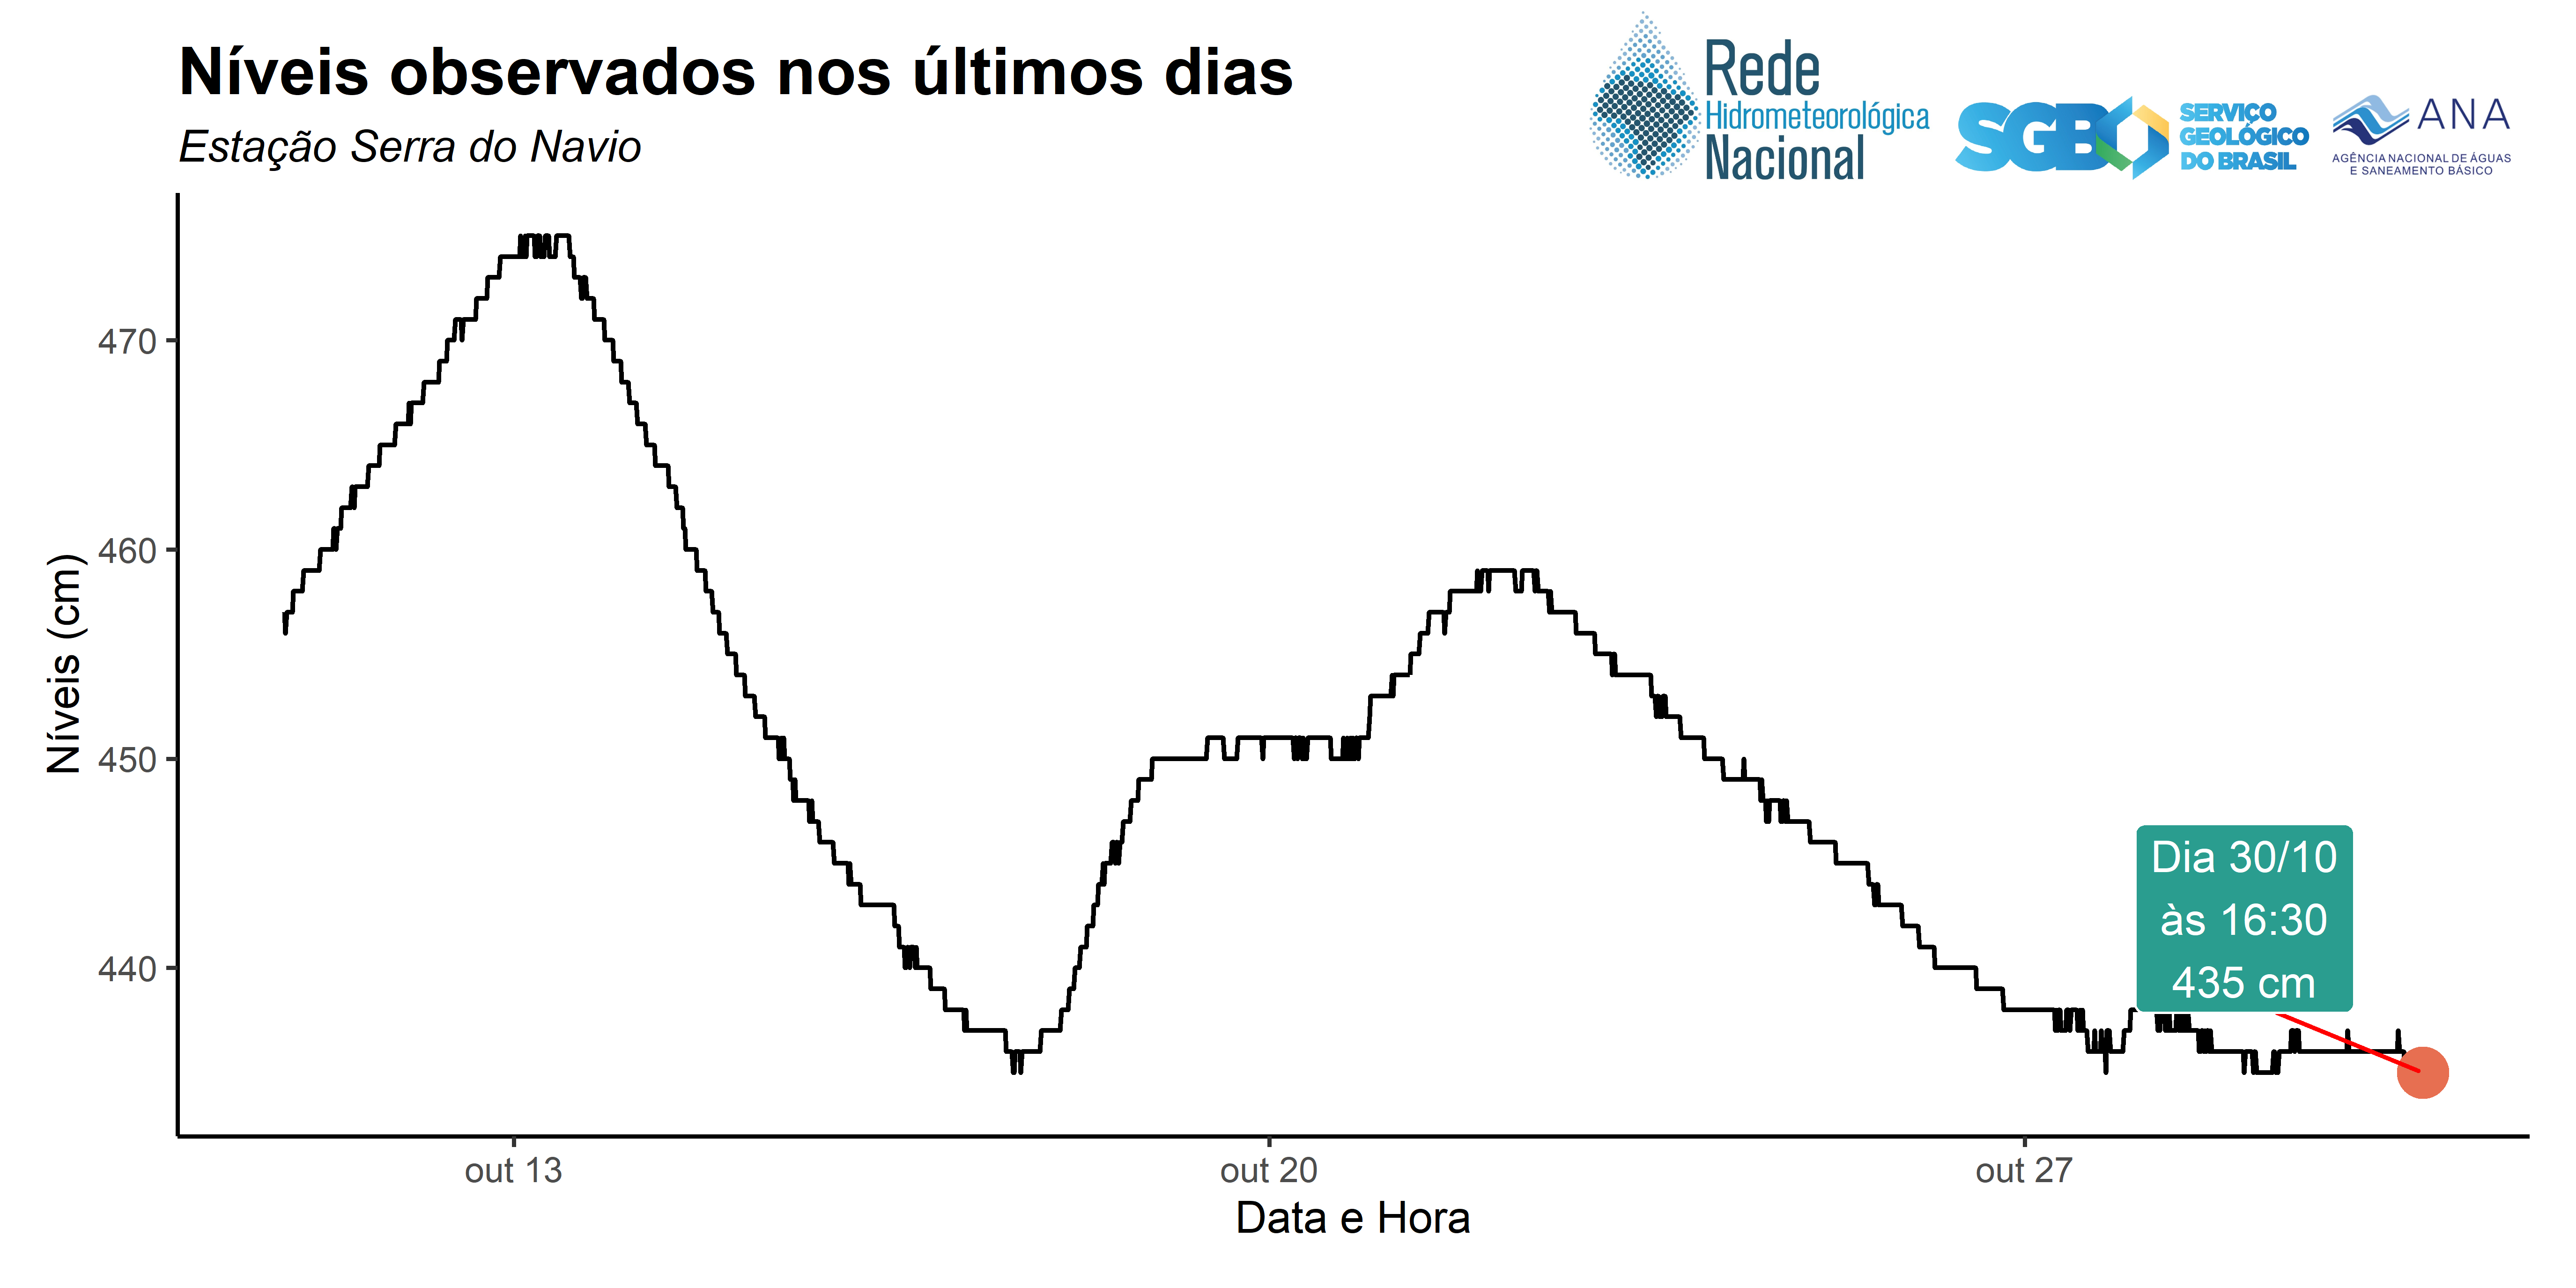 Níveis observados nos últimos dias
Estação Serra do Navio
Rede
Hidrometeorológica
Nacional
SGB
SERVIÇO
GEOLÓGICO
DO BRASIL
ANA
AGÊNCIA NACIONAL DE ÁGUAS
E SANEAMENTO BÁSICO
Níveis (cm)
470
460
450
440
Dia 30/10
às 16:30
435 cm
out 13
out 20
out 27
Data e Hora